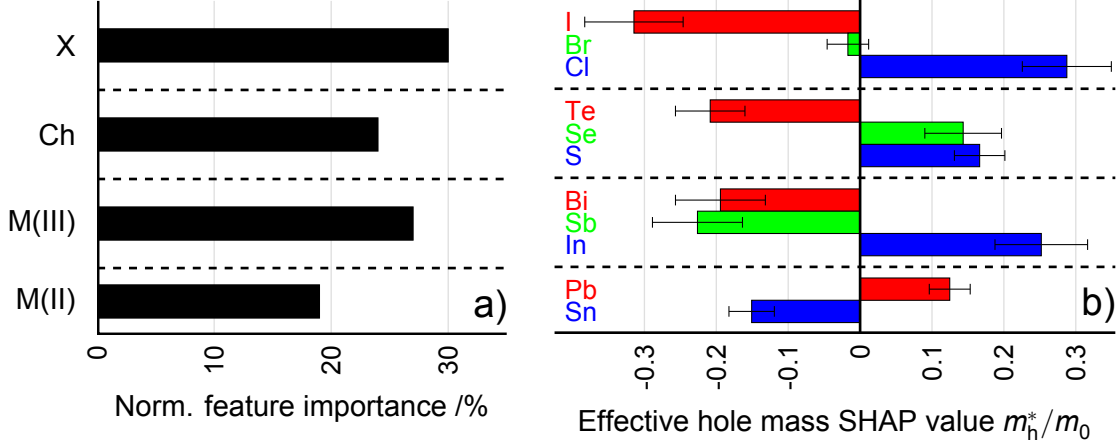 X
Ch
M(III)
M(II)
a)
0
10
20
30
Norm. feature importance /%
I
Br
Cl
Te
Se
S
Bi
Sb
In
Pb
Sn
b)
-0.3
-0.2
-0.1
0
0.1
0.2
0.3
Effective hole mass SHAP value m*h/m0